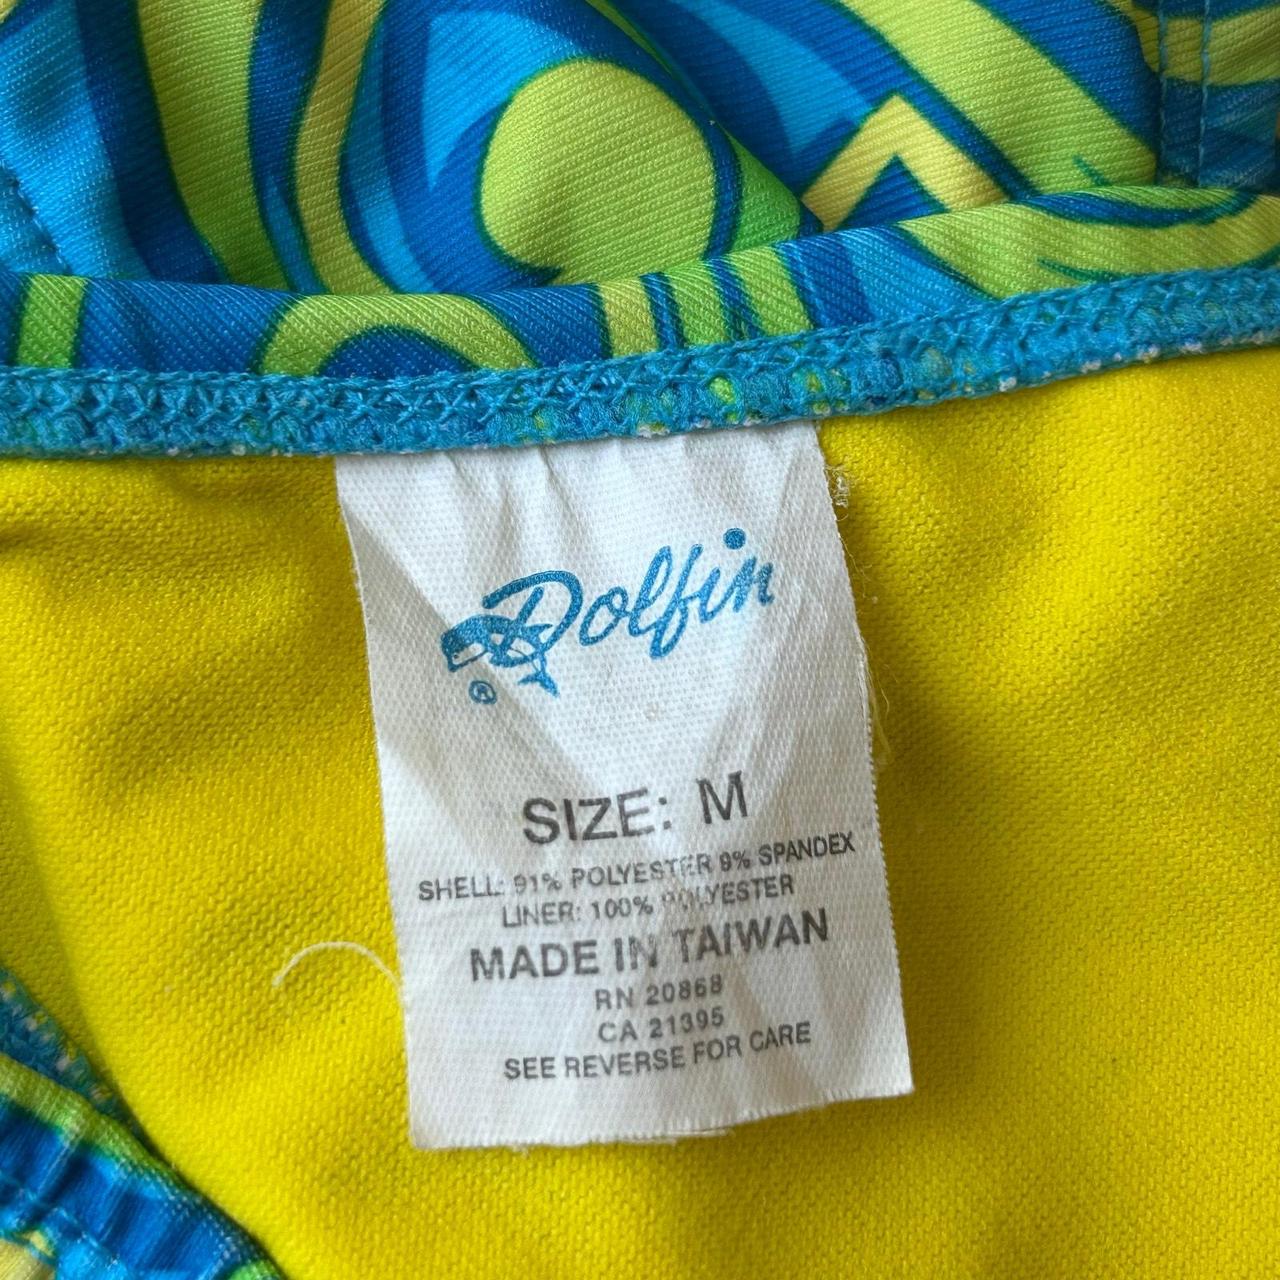 Dolfin
®
SIZE: M
SHELL: 91% POLYESTER 9% SPANDEX
LINER: 100% POLYESTER
MADE IN TAIWAN
RN 20868
CA 21395
SEE REVERSE FOR CARE